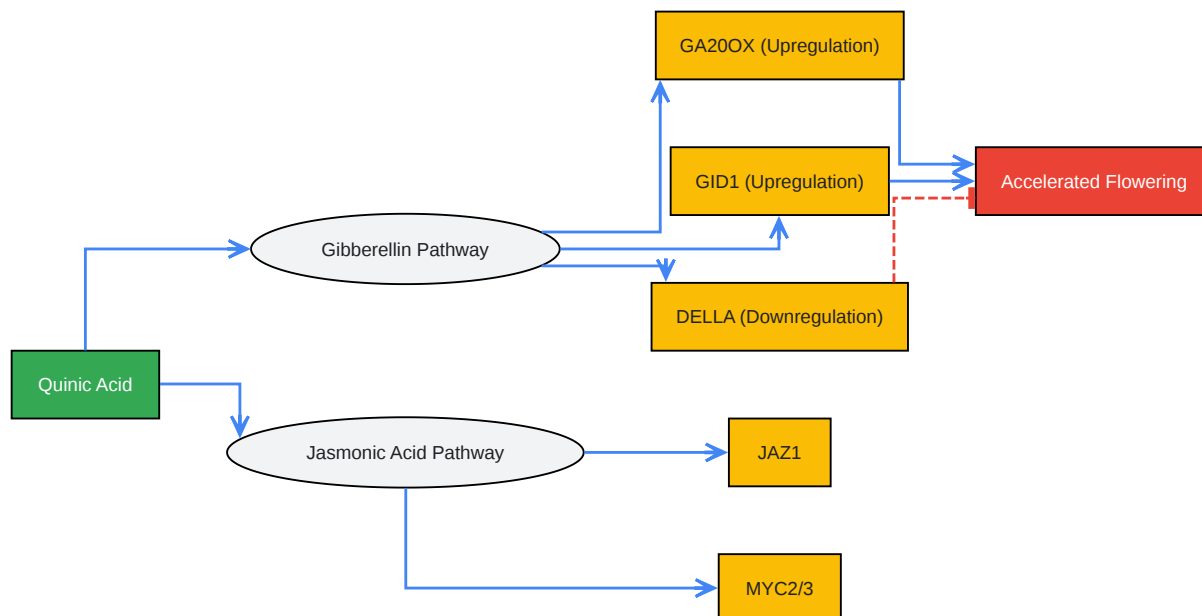 GA20OX (Upregulation)
GID1 (Upregulation)
Accelerated Flowering
Gibberellin Pathway
DELLA (Downregulation)
Quinic Acid
Jasmonic Acid Pathway
JAZ1
MYC2/3